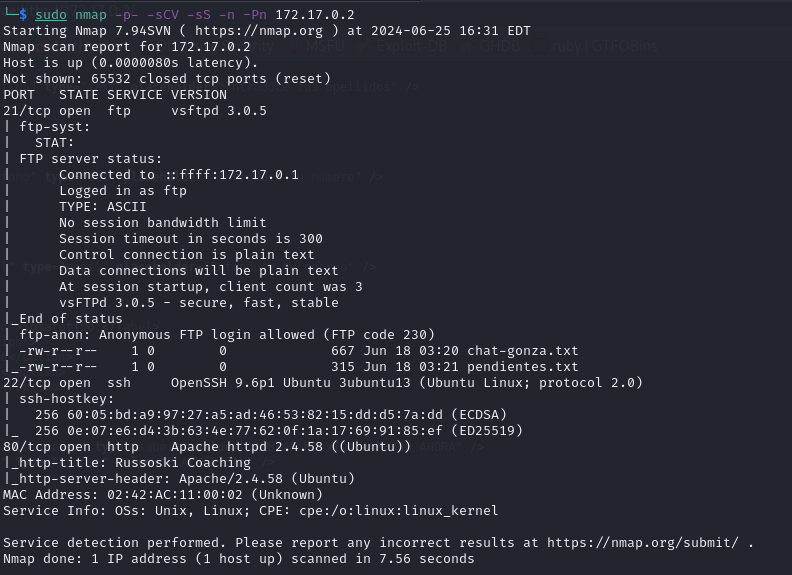 └─$ sudo nmap -p- -sCV -sS -n -Pn 172.17.0.2
Starting Nmap 7.94SVN ( https://nmap.org ) at 2024-06-25 16:31 EDT
Nmap scan report for 172.17.0.2
Host is up (0.0000080s latency).
Not shown: 65532 closed tcp ports (reset)
PORT   STATE SERVICE VERSION
21/tcp open  ftp     vsftpd 3.0.5
| ftp-syst:
|   STAT:
| FTP server status:
|      Connected to ::ffff:172.17.0.1
|      Logged in as ftp
|      TYPE: ASCII
|      No session bandwidth limit
|      Session timeout in seconds is 300
|      Control connection is plain text
|      Data connections will be plain text
|      At session startup, client count was 3
|      vsFTPd 3.0.5 - secure, fast, stable
|_End of status
| ftp-anon: Anonymous FTP login allowed (FTP code 230)
| -rw-r--r--    1 0        0             667 Jun 18 03:20 chat-gonza.txt
|_-rw-r--r--    1 0        0             315 Jun 18 03:21 pendientes.txt
22/tcp open  ssh     OpenSSH 9.6p1 Ubuntu 3ubuntu13 (Ubuntu Linux; protocol 2.0)
| ssh-hostkey:
|   256 60:05:bd:a9:97:27:a5:ad:46:53:82:15:dd:d5:7a:dd (ECDSA)
|_  256 0e:07:e6:d4:3b:63:4e:77:62:0f:1a:17:69:91:85:ef (ED25519)
80/tcp open  http    Apache httpd 2.4.58 ((Ubuntu))
|_http-title: Russoski Coaching
|_http-server-header: Apache/2.4.58 (Ubuntu)
MAC Address: 02:42:AC:11:00:02 (Unknown)
Service Info: OSs: Unix, Linux; CPE: cpe:/o:linux:linux_kernel

Service detection performed. Please report any incorrect results at https://nmap.org/submit/ .
Nmap done: 1 IP address (1 host up) scanned in 7.56 seconds